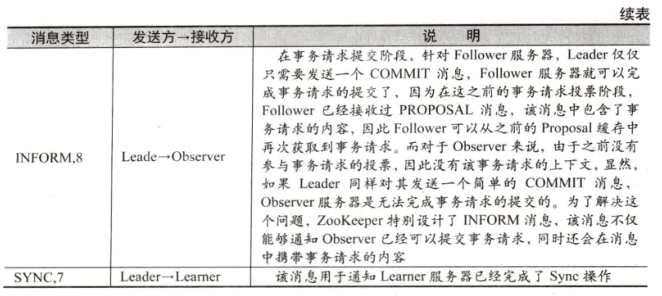 续表
消息类型 发送方→接收方 说 明
在事务请求提交阶段，针对 Follower 服务器，Leader 仅仅
只需要发送一个 COMMIT 消息，Follower 服务器就可以完
成事务请求的提交了，因为在这之前的事务请求投票阶段，
Follower 已经接收过 PROPOSAL 消息，该消息中包含了事
务请求的内容，因此 Follower 可以从之前的 Proposal 缓存中
再次获取到事务请求。而对于 Observer 来说，由于之前没有
INFORM,8 Leade→Observer 参与事务请求的投票，因此没有该事务请求的上下文，显然，
如果 Leader 同样对其发送一个简单的 COMMIT 消息，
Observer 服务器是无法完成事务请求的提交的。为了解决这
个问题，ZooKeeper 特别设计了 INFORM 消息，该消息不仅
能够通知 Observer 已经可以提交事务请求，同时还会在消息
中携带事务请求的内容
SYNC,7 Leader→Learner 该消息用于通知 Learner 服务器已经完成了 Sync 操作